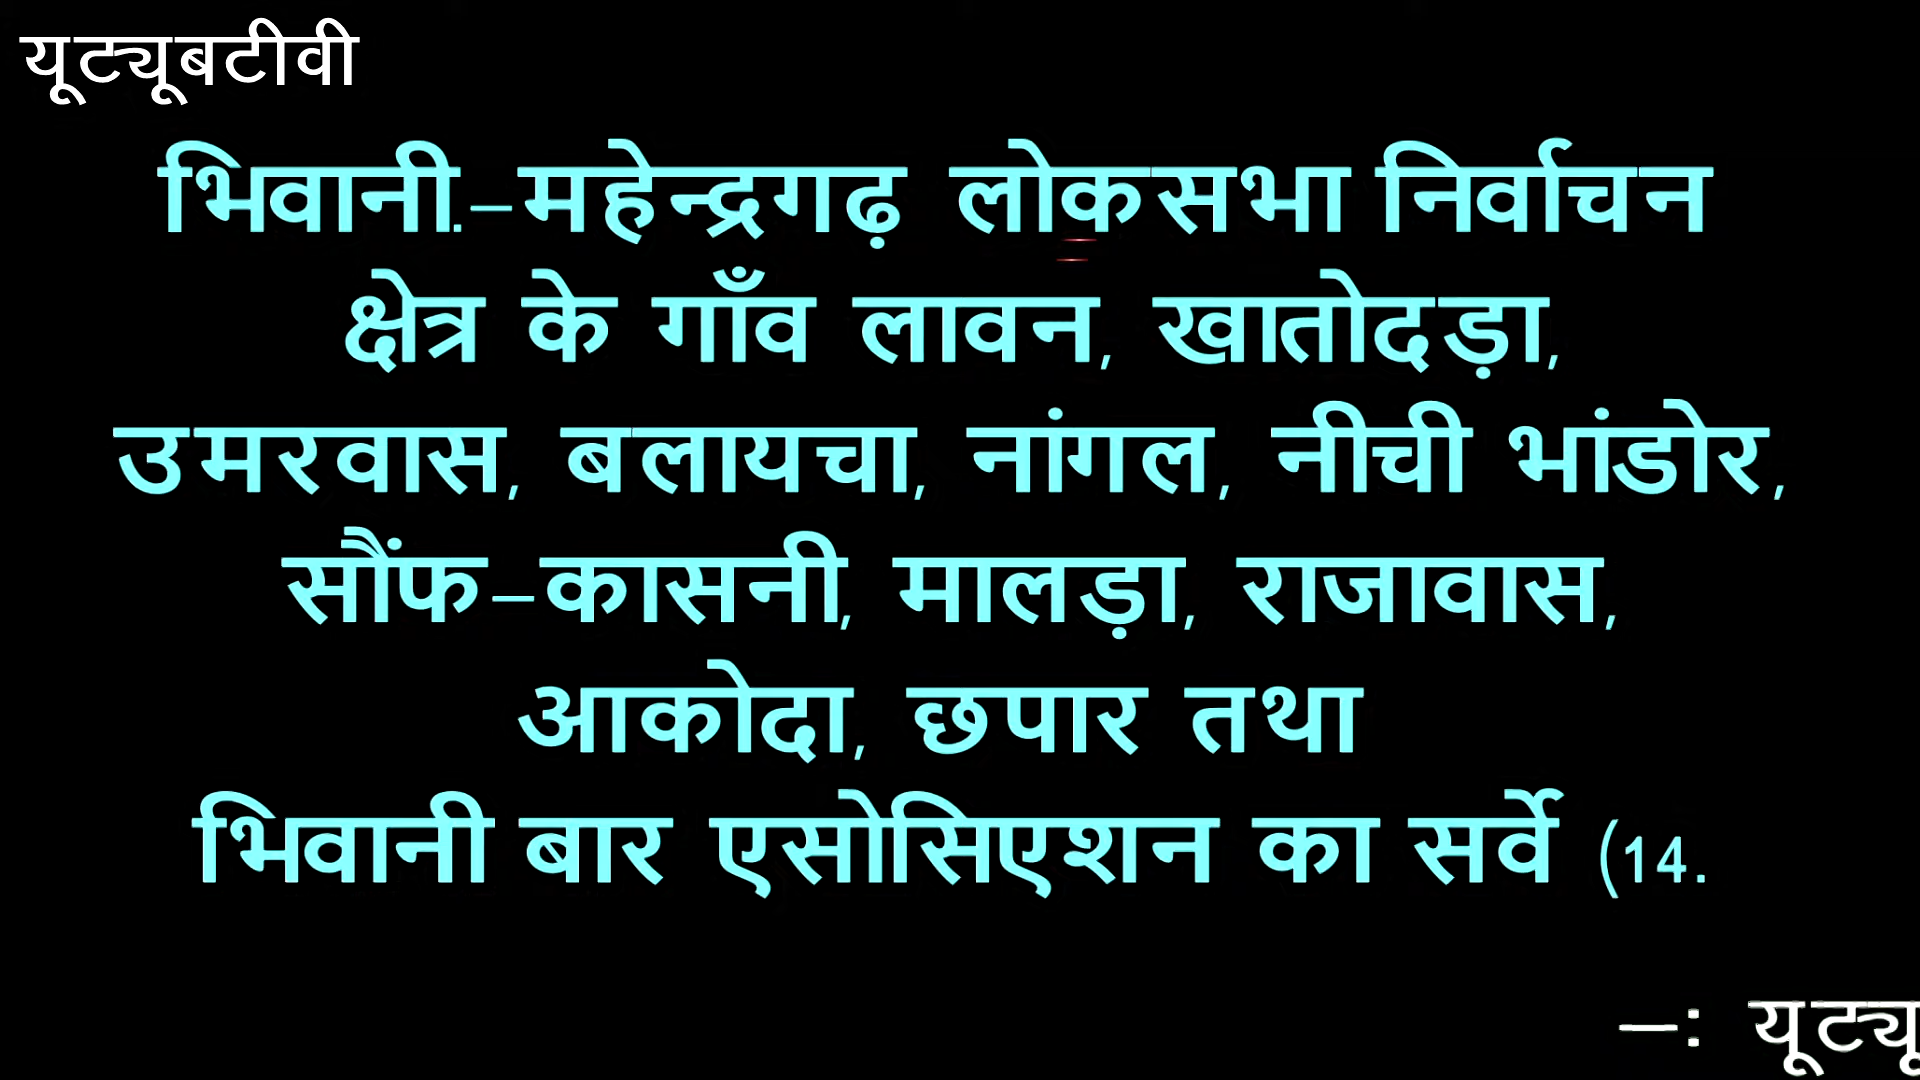 यूट्यूबटीवी
भिवानी.–महेन्द्रगढ़ लोकसभा निर्वाचन
क्षेत्र के गाँव लावन, खातोदड़ा,
उमरवास, बलायचा, नांगल, नीची भांडोर,
सौंफ–कासनी, मालड़ा, राजावास,
आकोदा, छपार तथा
भिवानी बार एसोसिएशन का सर्वे (14.
–: यूट्यू